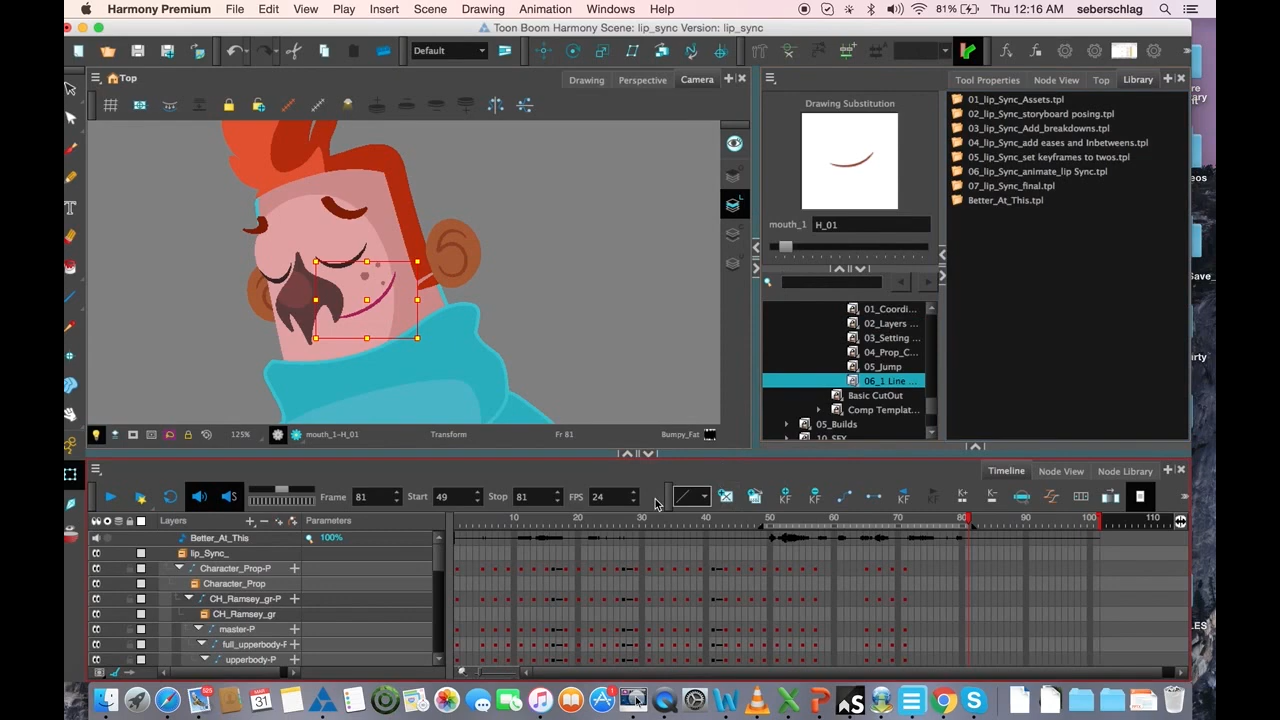 Harmony Premium File Edit View Play Insert Scene Drawing Animation Windows Help 81% Thu 12:16 AM seberschlag
Toon Boom Harmony Scene: lip_sync Version: lip_sync
Default
Top Drawing Perspective Camera
Tool Properties Node View Top Library
Drawing Substitution
mouth_1 H_01
01_lip_Sync_Assets.tpl
02_lip_Sync_storyboard posing.tpl
03_lip_Sync_Add_breakdowns.tpl
04_lip_Sync_add eases and Inbetweens.tpl
05_lip_Sync_set keyframes to twos.tpl
06_lip_Sync_animate_lip Sync.tpl
07_lip_Sync_final.tpl
Better_At_This.tpl
01_Coordi...
02_Layers ...
03_Setting ...
04_Prop_C...
05_Jump
06_1 Line ...
Basic CutOut
Comp Templat...
05_Builds
10_SFX
125% mouth_1-H_01 Transform Fr 81 Bumpy_Fat
Timeline Node View Node Library
Frame 81 Start 49 Stop 81 FPS 24
KF KF KF KF
Layers Parameters
10 20 30 40 50 60 70 80 90 100 110
Better_At_This 100%
lip_Sync_
Character_Prop-P
Character_Prop
CH_Ramsey_gr-P
CH_Ramsey_gr
master-P
full_upperbody-F
upperbody-P